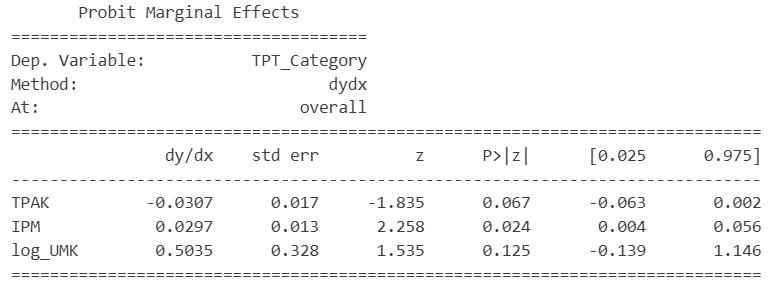 Probit Marginal Effects
=====================================
Dep. Variable: TPT_Category
Method: dydx
At: overall
==============================================================================
dy/dx std err z P>|z| [0.025 0.975]
------------------------------------------------------------------------------
TPAK -0.0307 0.017 -1.835 0.067 -0.063 0.002
IPM 0.0297 0.013 2.258 0.024 0.004 0.056
log_UMK 0.5035 0.328 1.535 0.125 -0.139 1.146
==============================================================================